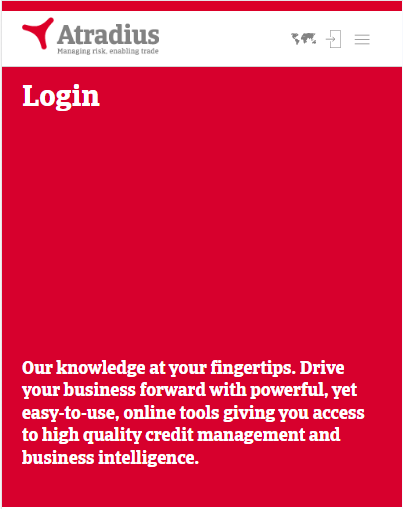 Atradius
Managing risk, enabling trade
Login
Our knowledge at your fingertips. Drive
your business forward with powerful, yet
easy-to-use, online tools giving you access
to high quality credit management and
business intelligence.